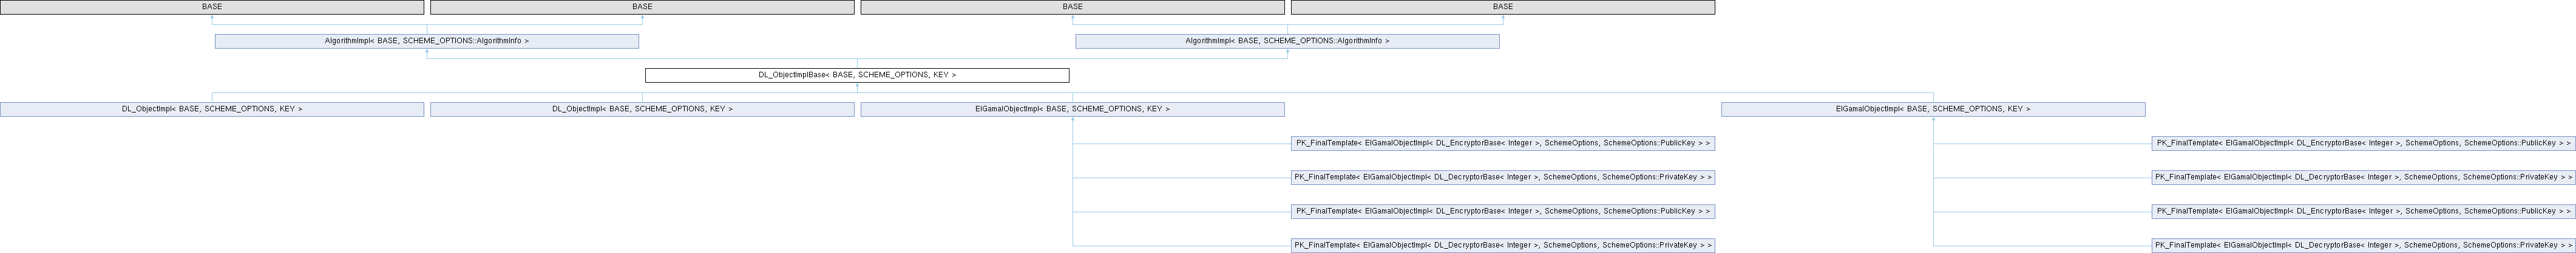 BASE BASE BASE BASE
AlgorithmImpl< BASE, SCHEME_OPTIONS::AlgorithmInfo > AlgorithmImpl< BASE, SCHEME_OPTIONS::AlgorithmInfo >
DL_ObjectImplBase< BASE, SCHEME_OPTIONS, KEY >
DL_ObjectImpl< BASE, SCHEME_OPTIONS, KEY > DL_ObjectImpl< BASE, SCHEME_OPTIONS, KEY > ElGamalObjectImpl< BASE, SCHEME_OPTIONS, KEY > ElGamalObjectImpl< BASE, SCHEME_OPTIONS, KEY >
PK_FinalTemplate< ElGamalObjectImpl< DL_EncryptorBase< Integer >, SchemeOptions, SchemeOptions::PublicKey > > PK_FinalTemplate< ElGamalObjectImpl< DL_EncryptorBase< Integer >, SchemeOptions, SchemeOptions::PublicKey > >
PK_FinalTemplate< ElGamalObjectImpl< DL_DecryptorBase< Integer >, SchemeOptions, SchemeOptions::PrivateKey > > PK_FinalTemplate< ElGamalObjectImpl< DL_DecryptorBase< Integer >, SchemeOptions, SchemeOptions::PrivateKey > >
PK_FinalTemplate< ElGamalObjectImpl< DL_EncryptorBase< Integer >, SchemeOptions, SchemeOptions::PublicKey > > PK_FinalTemplate< ElGamalObjectImpl< DL_EncryptorBase< Integer >, SchemeOptions, SchemeOptions::PublicKey > >
PK_FinalTemplate< ElGamalObjectImpl< DL_DecryptorBase< Integer >, SchemeOptions, SchemeOptions::PrivateKey > > PK_FinalTemplate< ElGamalObjectImpl< DL_DecryptorBase< Integer >, SchemeOptions, SchemeOptions::PrivateKey > >